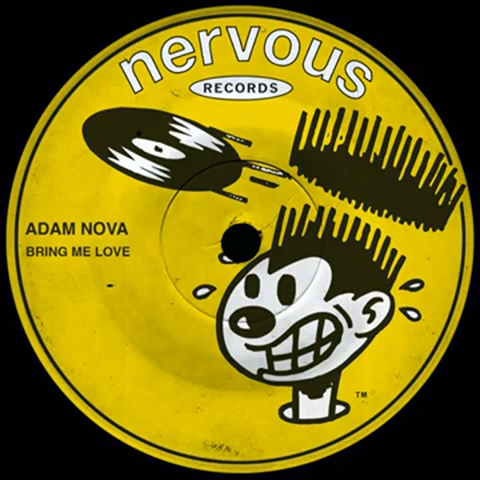 nervous
RECORDS
ADAM NOVA
BRING ME LOVE
TM